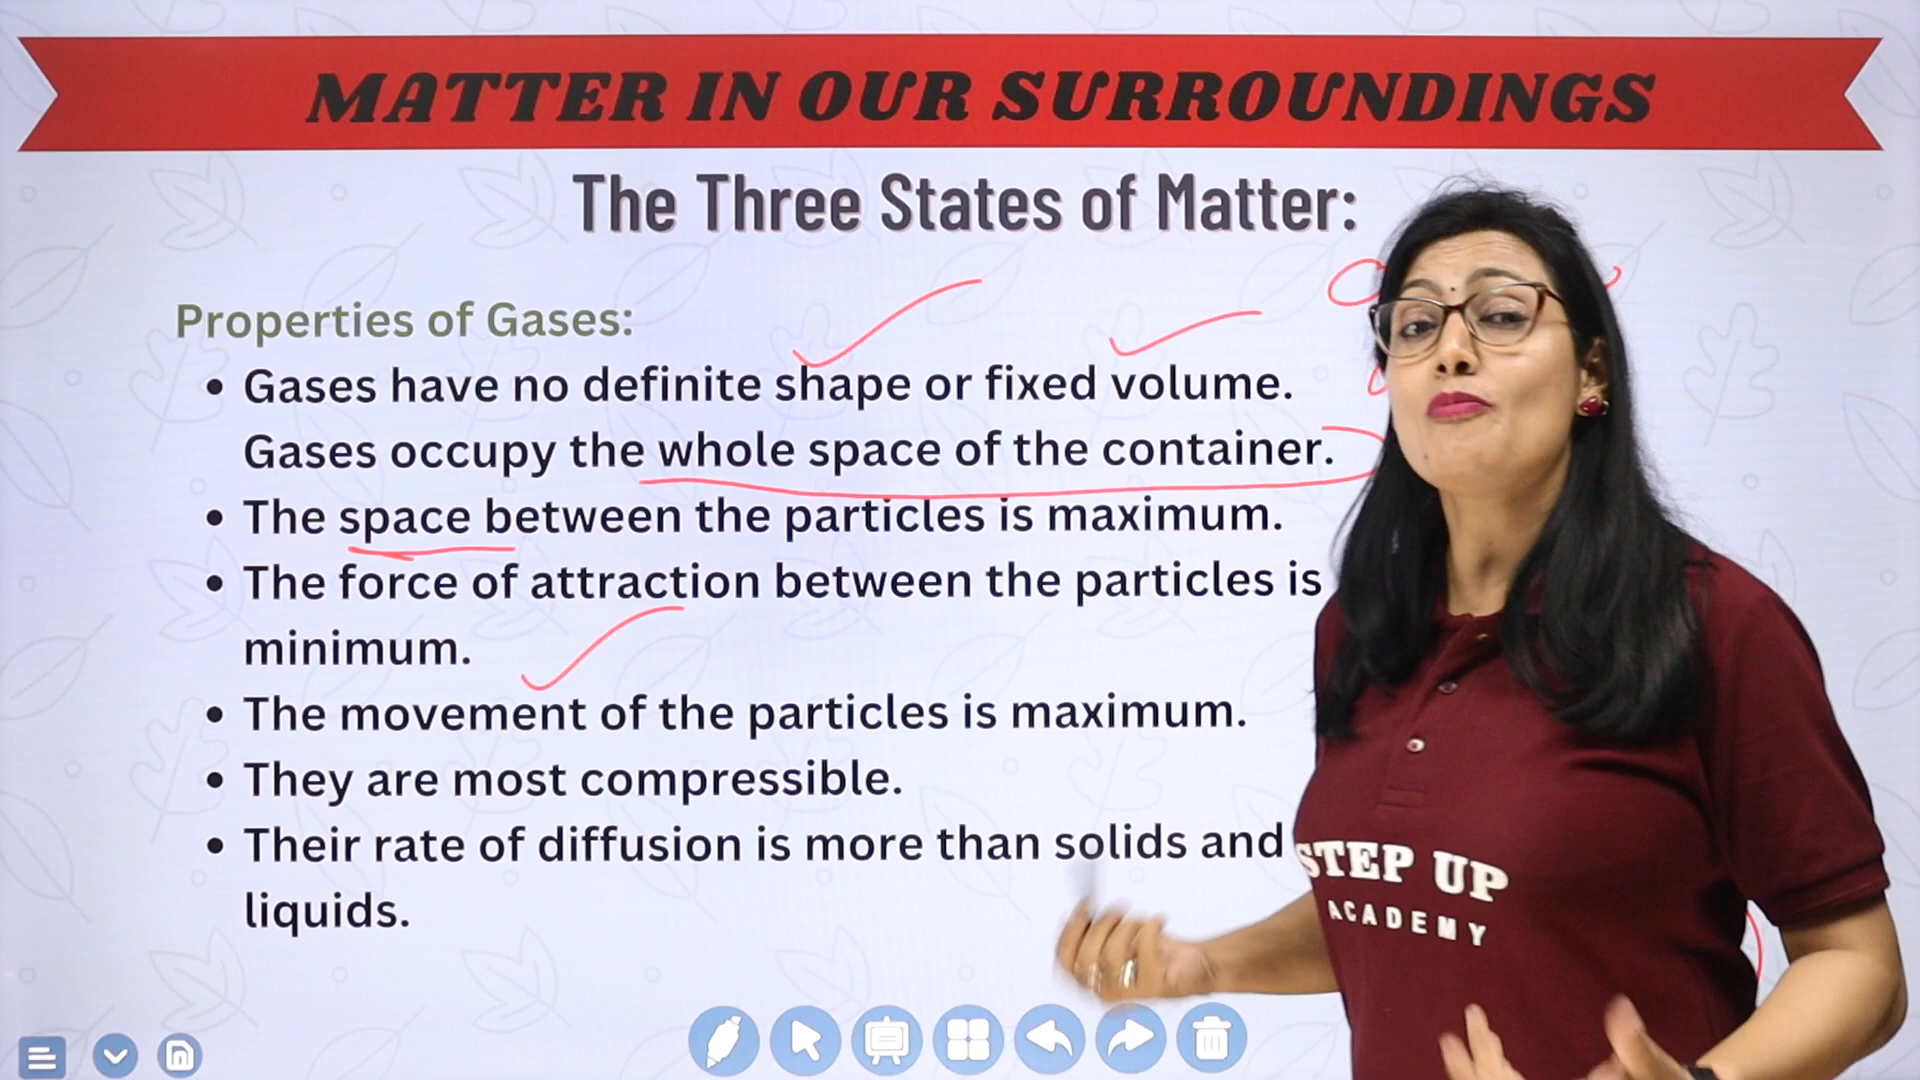 MATTER IN OUR SURROUNDINGS
The Three States of Matter:
Properties of Gases:
• Gases have no definite shape or fixed volume.
Gases occupy the whole space of the container.
• The space between the particles is maximum.
• The force of attraction between the particles is
minimum.
• The movement of the particles is maximum.
• They are most compressible.
• Their rate of diffusion is more than solids and
liquids.
STEP UP
ACADEMY